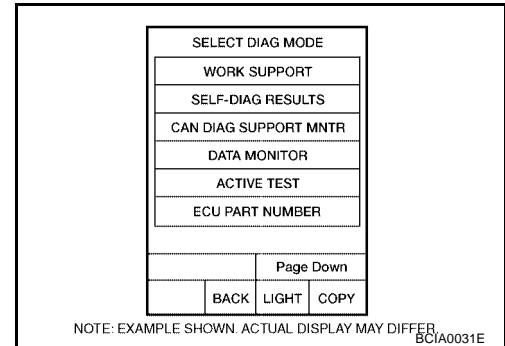 SELECT DIAG MODE
WORK SUPPORT
SELF-DIAG RESULTS
CAN DIAG SUPPORT MNTR
DATA MONITOR
ACTIVE TEST
ECU PART NUMBER
Page Down
BACK LIGHT COPY
NOTE: EXAMPLE SHOWN. ACTUAL DISPLAY MAY DIFFER.
BCIA0031E